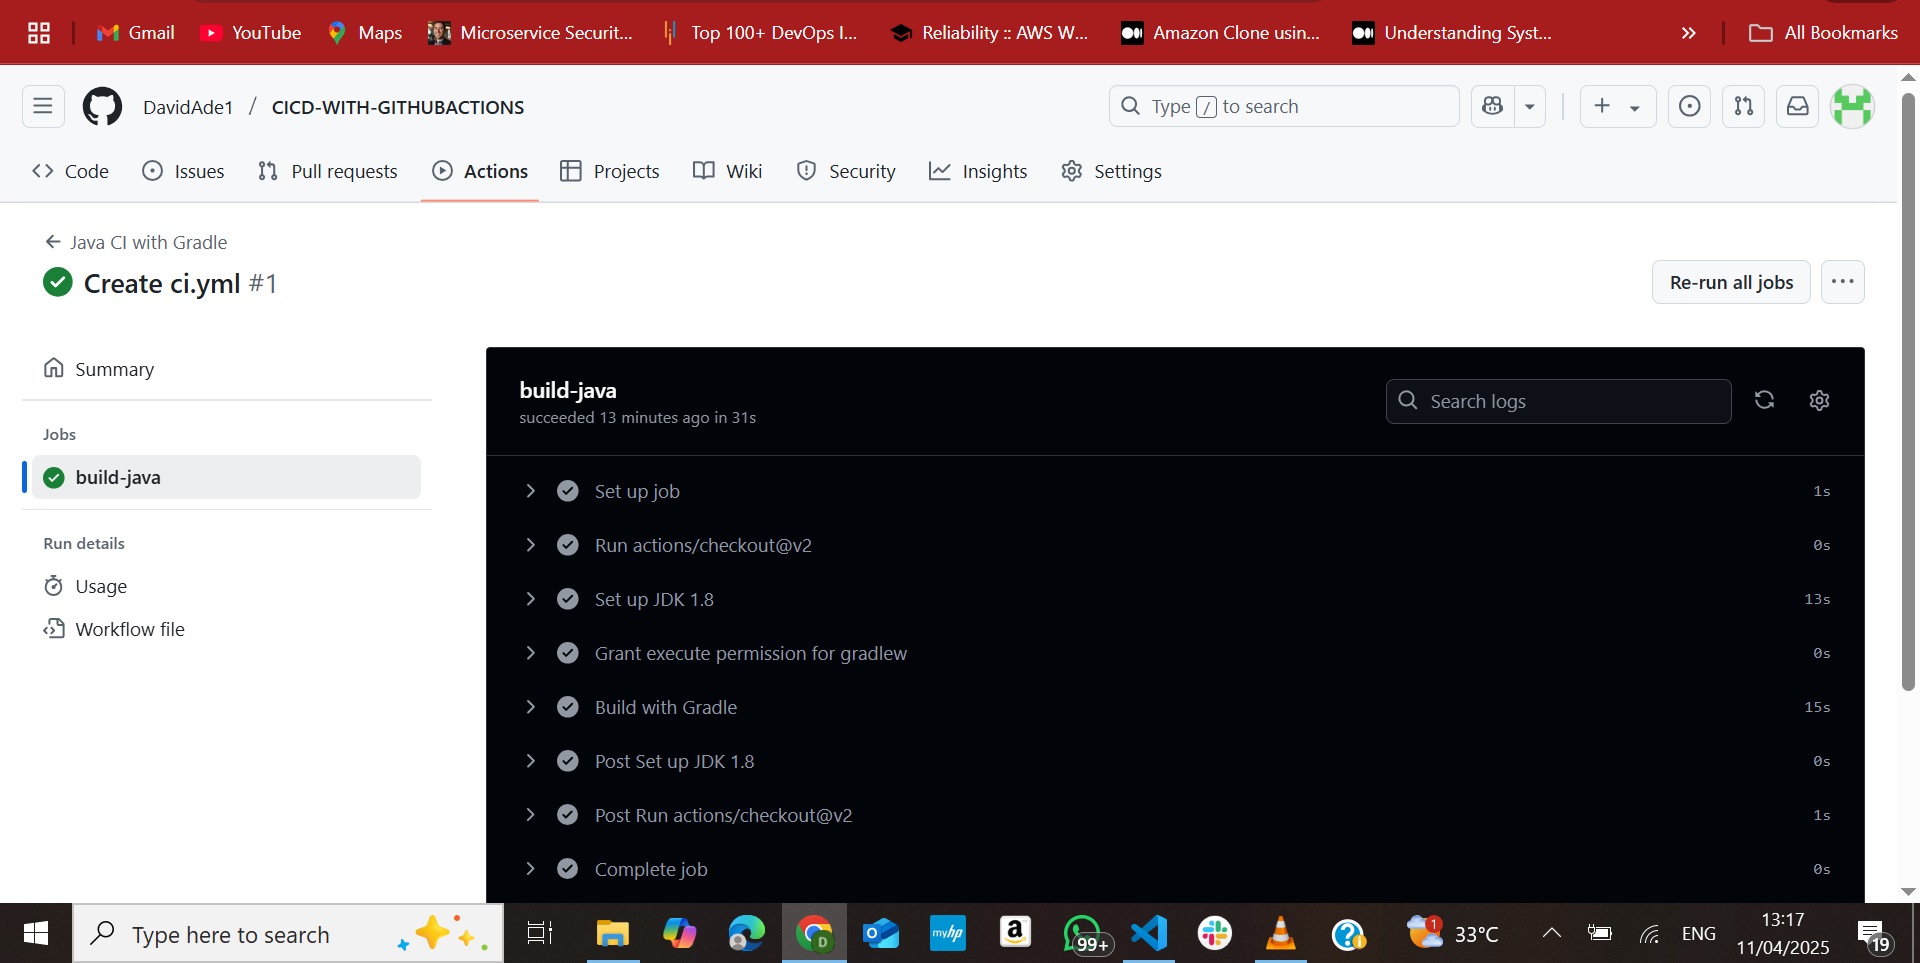 Gmail YouTube Maps Microservice Securit... Top 100+ DevOps I... Reliability :: AWS W... Amazon Clone usin... Understanding Syst... » All Bookmarks
DavidAde1 / CICD-WITH-GITHUBACTIONS Type / to search
Code Issues Pull requests Actions Projects Wiki Security Insights Settings
Java CI with Gradle
Create ci.yml #1
Re-run all jobs
Summary
Jobs
build-java
Run details
Usage
Workflow file
build-java
succeeded 13 minutes ago in 31s
Search logs
Set up job 1s
Run actions/checkout@v2 0s
Set up JDK 1.8 13s
Grant execute permission for gradlew 0s
Build with Gradle 15s
Post Set up JDK 1.8 0s
Post Run actions/checkout@v2 1s
Complete job 0s
Type here to search
D
myhp
a
99+
1
33°C
ENG
13:17
11/04/2025
19